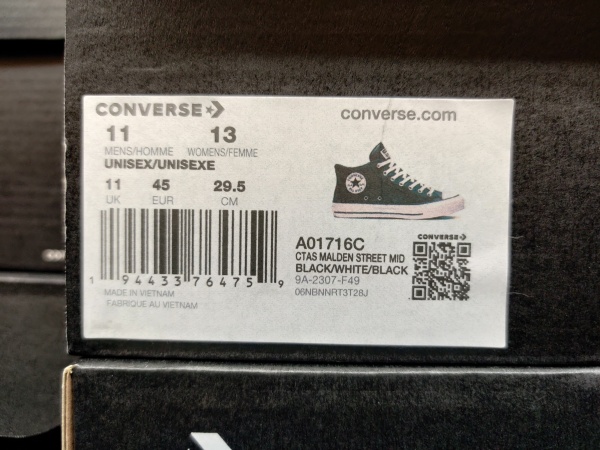 CONVERSE
converse.com
11 13
MENS/HOMME WOMENS/FEMME
UNISEX/UNISEXE
11 45 29.5
UK EUR CM
1 94433 76475 9
MADE IN VIETNAM
FABRIQUE AU VIETNAM
A01716C
CTAS MALDEN STREET MID
BLACK/WHITE/BLACK
9A-2307-F49
06NBNNRT3T28J
CONVERSE